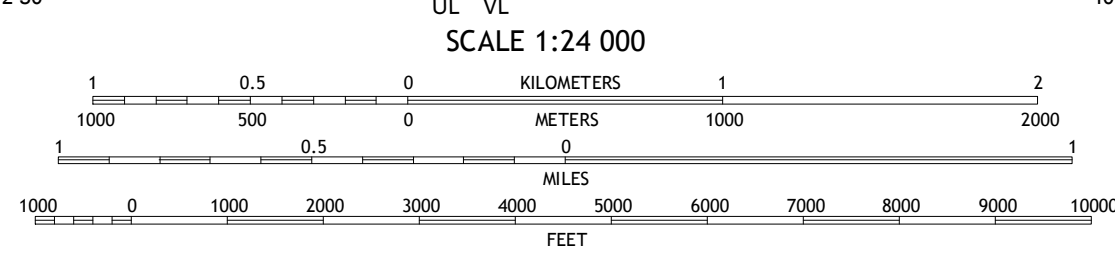 UL VL
SCALE 1:24 000
1 0.5 0 KILOMETERS 1 2
1000 500 0 METERS 1000 2000
1 0.5 0 1
MILES
1000 0 1000 2000 3000 4000 5000 6000 7000 8000 9000 10000
FEET